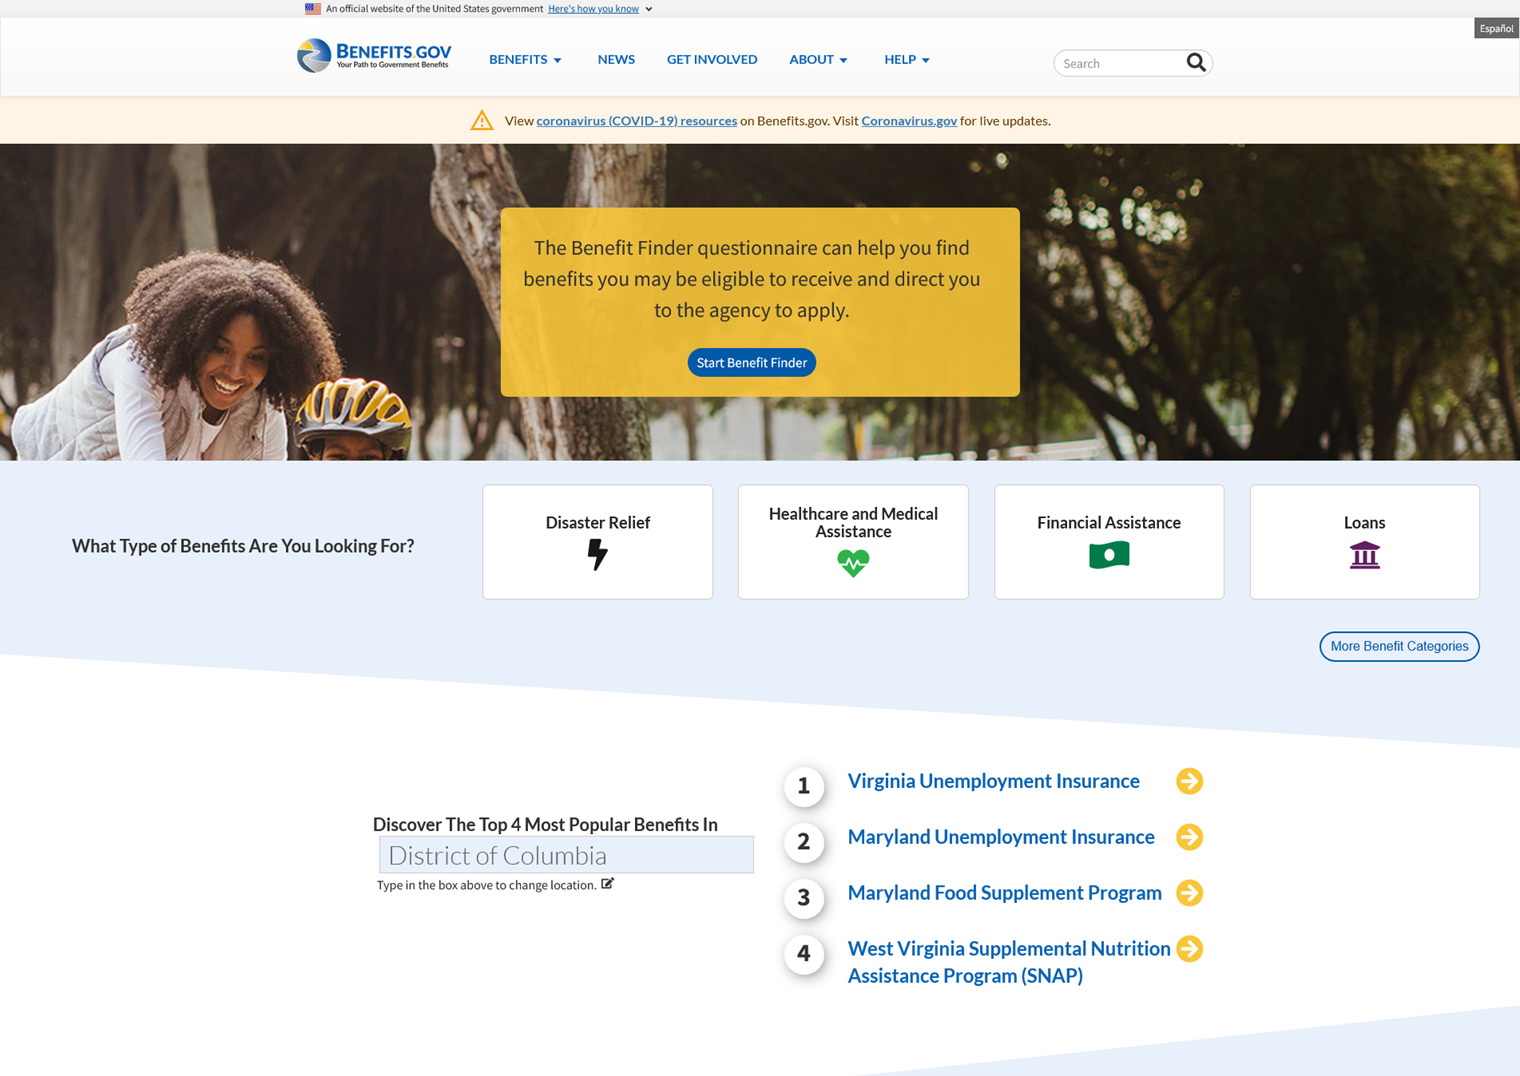 An official website of the United States government Here's how you know
Español
BENEFITS.GOV
Your Path to Government Benefits
BENEFITS
NEWS
GET INVOLVED
ABOUT
HELP
Search
View coronavirus (COVID-19) resources on Benefits.gov. Visit Coronavirus.gov for live updates.
The Benefit Finder questionnaire can help you find
benefits you may be eligible to receive and direct you
to the agency to apply.
Start Benefit Finder
What Type of Benefits Are You Looking For?
Disaster Relief
Healthcare and Medical
Assistance
Financial Assistance
Loans
More Benefit Categories
Discover The Top 4 Most Popular Benefits In
District of Columbia
Type in the box above to change location.
1 Virginia Unemployment Insurance
2 Maryland Unemployment Insurance
3 Maryland Food Supplement Program
4 West Virginia Supplemental Nutrition
Assistance Program (SNAP)